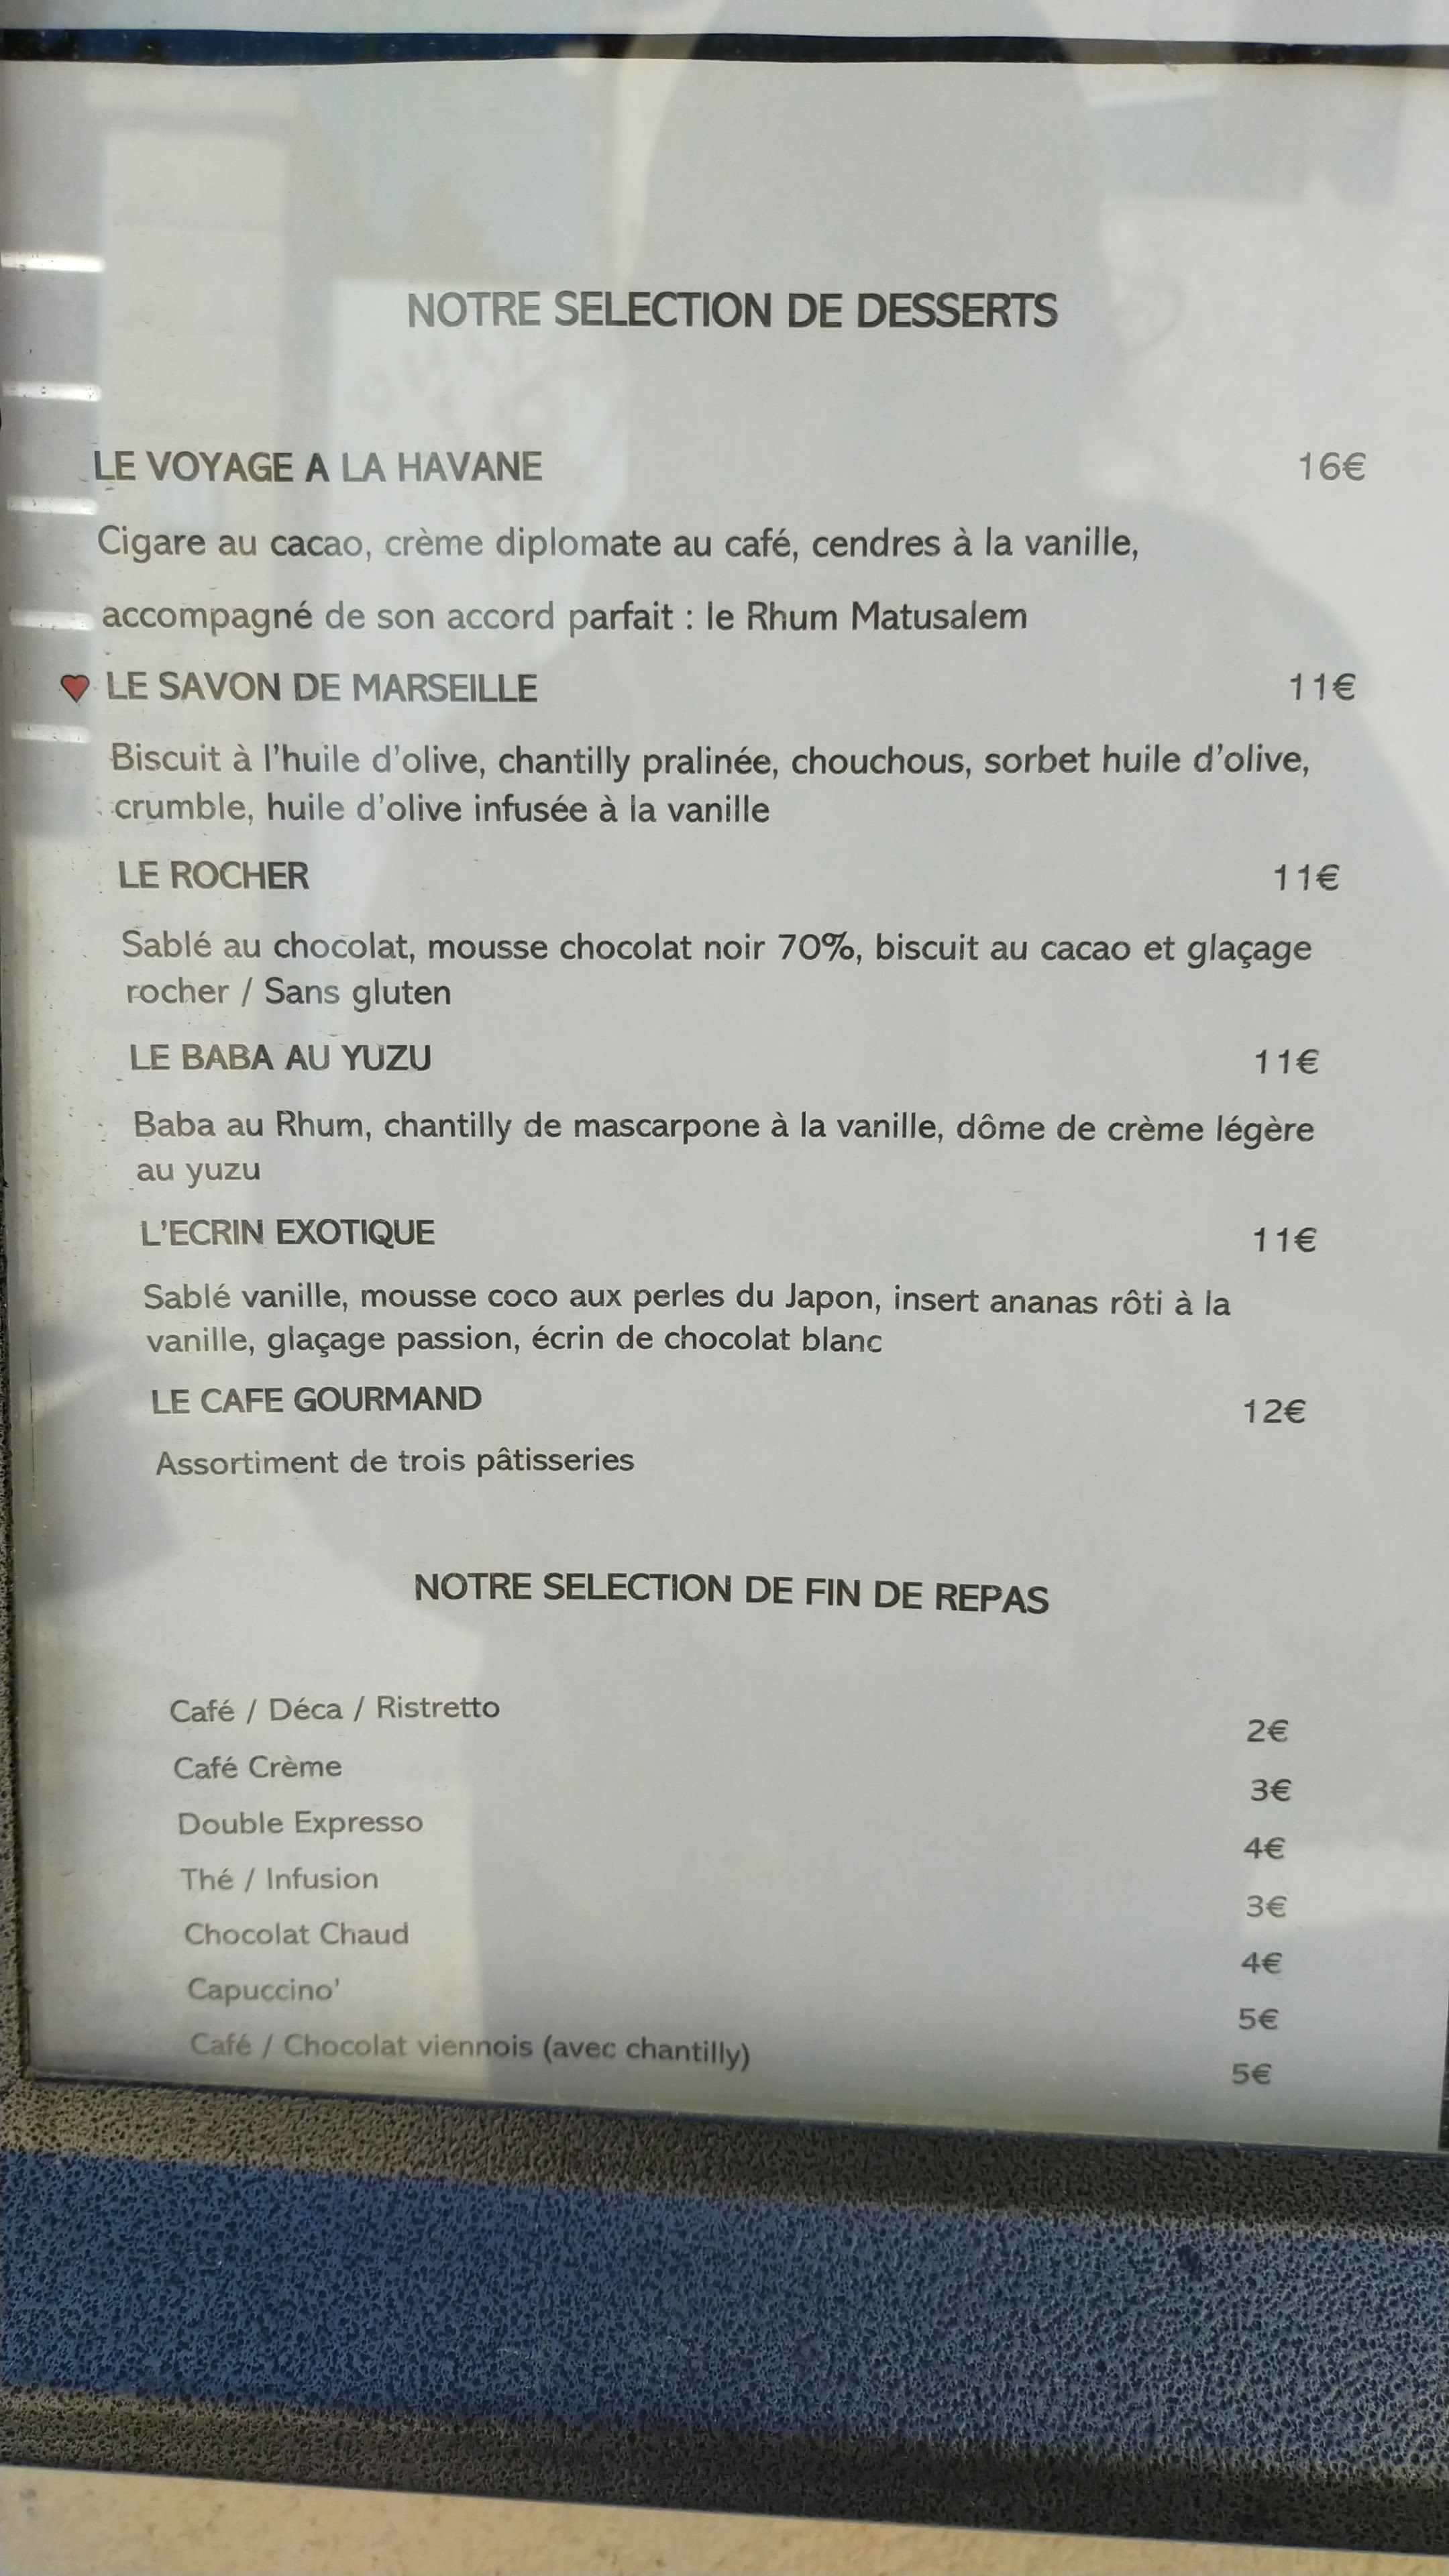 NOTRE SELECTION DE DESSERTS
LE VOYAGE A LA HAVANE 16€
Cigare au cacao, crème diplomate au café, cendres à la vanille,
accompagné de son accord parfait : le Rhum Matusalem
♥ LE SAVON DE MARSEILLE 11€
Biscuit à l'huile d'olive, chantilly pralinée, chouchous, sorbet huile d'olive,
crumble, huile d'olive infusée à la vanille
LE ROCHER 11€
Sablé au chocolat, mousse chocolat noir 70%, biscuit au cacao et glaçage
rocher / Sans gluten
LE BABA AU YUZU 11€
Baba au Rhum, chantilly de mascarpone à la vanille, dôme de crème légère
au yuzu
L'ECRIN EXOTIQUE 11€
Sablé vanille, mousse coco aux perles du Japon, insert ananas rôti à la
vanille, glaçage passion, écrin de chocolat blanc
LE CAFE GOURMAND 12€
Assortiment de trois pâtisseries
NOTRE SELECTION DE FIN DE REPAS
Café / Déca / Ristretto 2€
Café Crème 3€
Double Expresso 4€
Thé / Infusion 3€
Chocolat Chaud 4€
Capuccino' 5€
Café / Chocolat viennois (avec chantilly) 5€